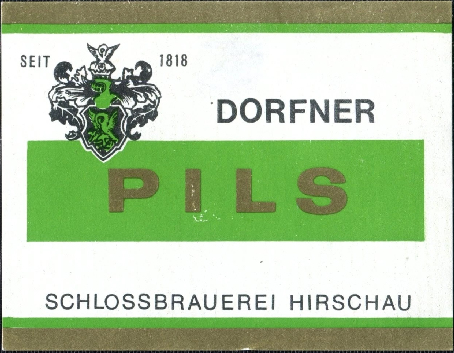 SEIT 1818
DORFNER
PILS
SCHLOSSBRAUEREI HIRSCHAU